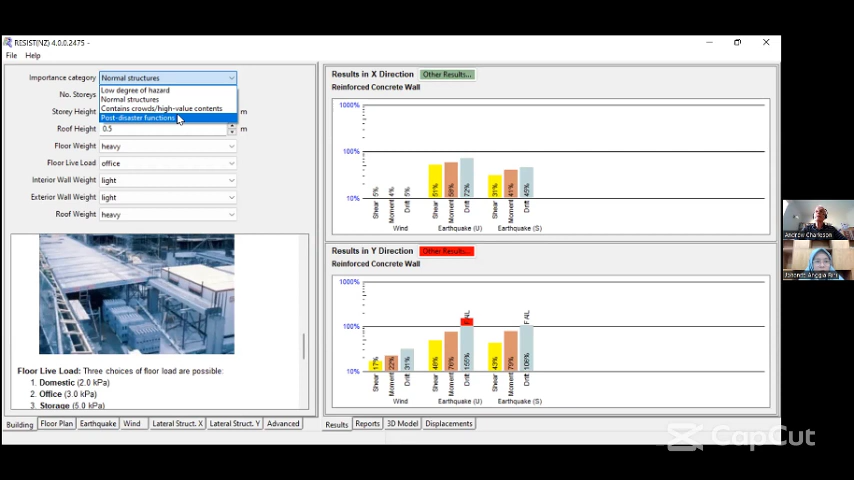 RESIST(NZ) 4.0.0.2475 -
File Help
Importance category Normal structures
Low degree of hazard
Normal structures
Contains crowds/high-value contents
Post-disaster functions
No. Storeys
Storey Height m
Roof Height 0.5 m
Floor Weight heavy
Floor Live Load office
Interior Wall Weight light
Exterior Wall Weight light
Roof Weight heavy
Floor Live Load: Three choices of floor load are possible:
1. Domestic (2.0 kPa)
2. Office (3.0 kPa)
3. Storage (5.0 kPa)
Building Floor Plan Earthquake Wind Lateral Struct. X Lateral Struct. Y Advanced
Results in X Direction Other Results...
Reinforced Concrete Wall
1000%
100%
10%
5% 4% 5% 51% 58% 72% 31% 41% 45%
Shear Moment Drift Shear Moment Drift Shear Moment Drift
Wind Earthquake (U) Earthquake (S)
Results in Y Direction Other Results...
Reinforced Concrete Wall
1000%
100%
10%
17% 22% 31% 48% 76% 155% FAIL 43% 79% 108% FAIL
Shear Moment Drift Shear Moment Drift Shear Moment Drift
Wind Earthquake (U) Earthquake (S)
Results Reports 3D Model Displacements
Andrew Charleson
CapCut